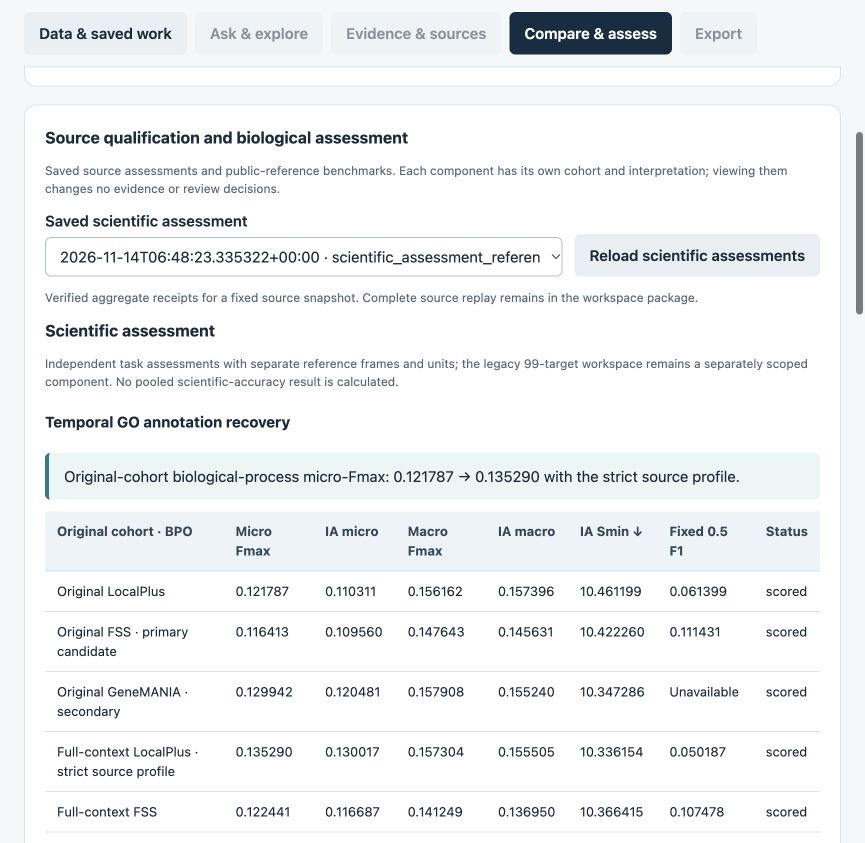 Data & saved work Ask & explore Evidence & sources Compare & assess Export
Source qualification and biological assessment
Saved source assessments and public-reference benchmarks. Each component has its own cohort and interpretation; viewing them
changes no evidence or review decisions.
Saved scientific assessment
2026-11-14T06:48:23.335322+00:00 · scientific_assessment_referen Reload scientific assessments
Verified aggregate receipts for a fixed source snapshot. Complete source replay remains in the workspace package.
Scientific assessment
Independent task assessments with separate reference frames and units; the legacy 99-target workspace remains a separately scoped
component. No pooled scientific-accuracy result is calculated.
Temporal GO annotation recovery
Original-cohort biological-process micro-Fmax: 0.121787 → 0.135290 with the strict source profile.
Original cohort · BPO Micro IA micro Macro IA macro IA Smin ↓ Fixed 0.5 Status
Fmax Fmax F1
Original LocalPlus 0.121787 0.110311 0.156162 0.157396 10.461199 0.061399 scored
Original FSS · primary 0.116413 0.109560 0.147643 0.145631 10.422260 0.111431 scored
candidate
Original GeneMANIA · 0.129942 0.120481 0.157908 0.155240 10.347286 Unavailable scored
secondary
Full-context LocalPlus · 0.135290 0.130017 0.157304 0.155505 10.336154 0.050187 scored
strict source profile
Full-context FSS 0.122441 0.116687 0.141249 0.136950 10.366415 0.107478 scored